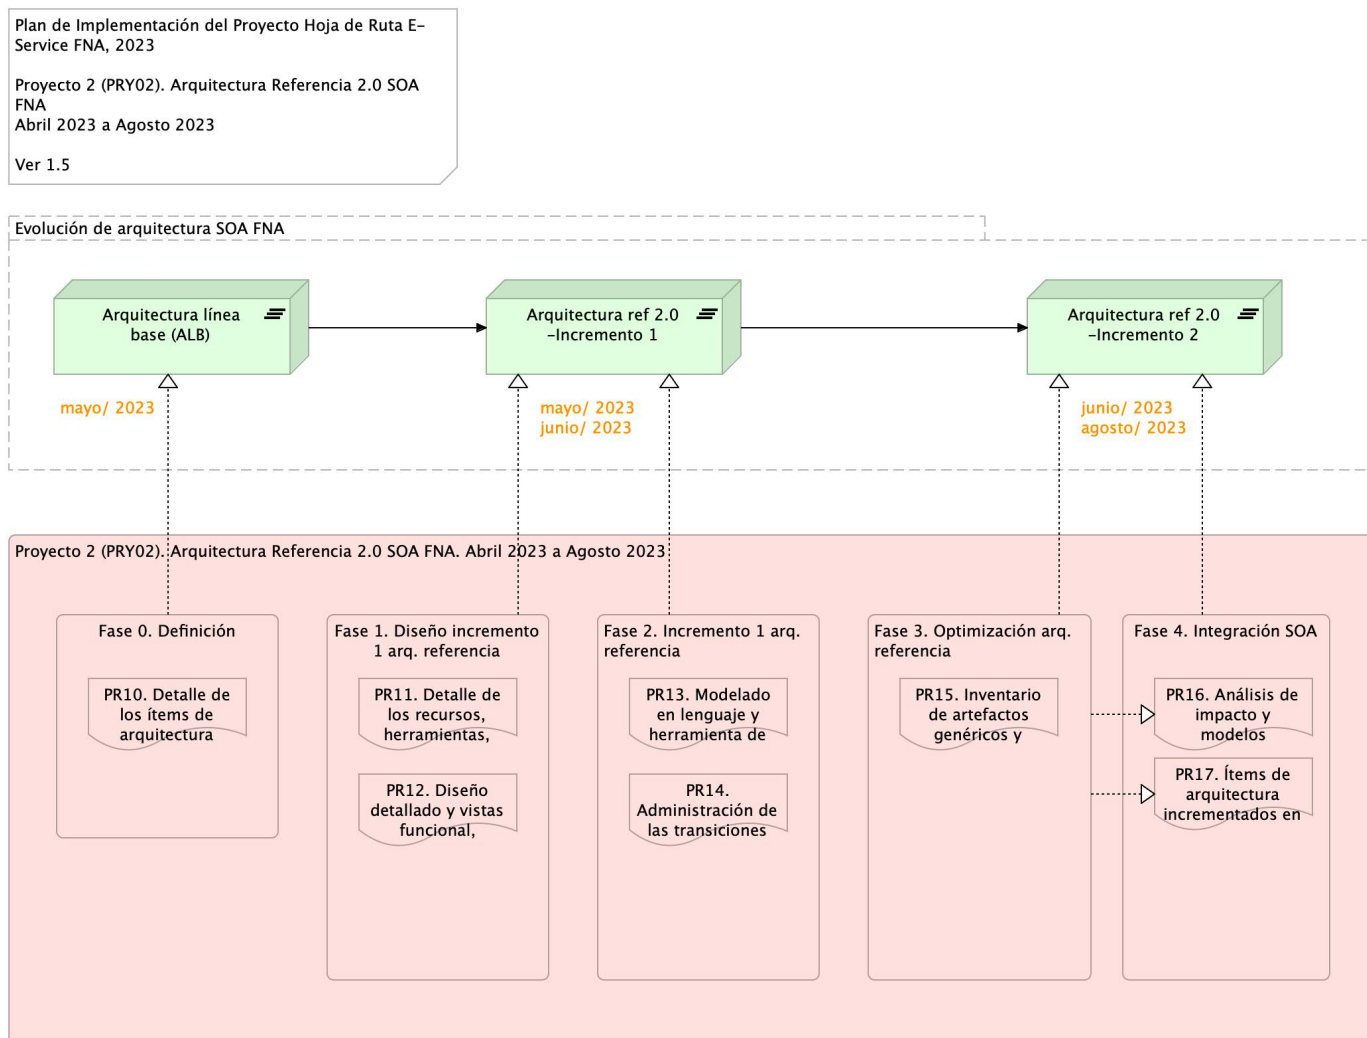 Plan de Implementación del Proyecto Hoja de Ruta E-
Service FNA, 2023
Proyecto 2 (PRY02). Arquitectura Referencia 2.0 SOA
FNA
Abril 2023 a Agosto 2023
Ver 1.5
Evolución de arquitectura SOA FNA
Arquitectura línea
base (ALB)
Arquitectura ref 2.0
-Incremento 1
Arquitectura ref 2.0
-Incremento 2
mayo/ 2023
mayo/ 2023
junio/ 2023
junio/ 2023
agosto/ 2023
Proyecto 2 (PRY02). Arquitectura Referencia 2.0 SOA FNA. Abril 2023 a Agosto 2023
Fase 0. Definición
PR10. Detalle de
los ítems de
arquitectura
Fase 1. Diseño incremento
1 arq. referencia
PR11. Detalle de
los recursos,
herramientas,
PR12. Diseño
detallado y vistas
funcional,
Fase 2. Incremento 1 arq.
referencia
PR13. Modelado
en lenguaje y
herramienta de
PR14.
Administración de
las transiciones
Fase 3. Optimización arq.
referencia
PR15. Inventario
de artefactos
genéricos y
Fase 4. Integración SOA
PR16. Análisis de
impacto y
modelos
PR17. Ítems de
arquitectura
incrementados en